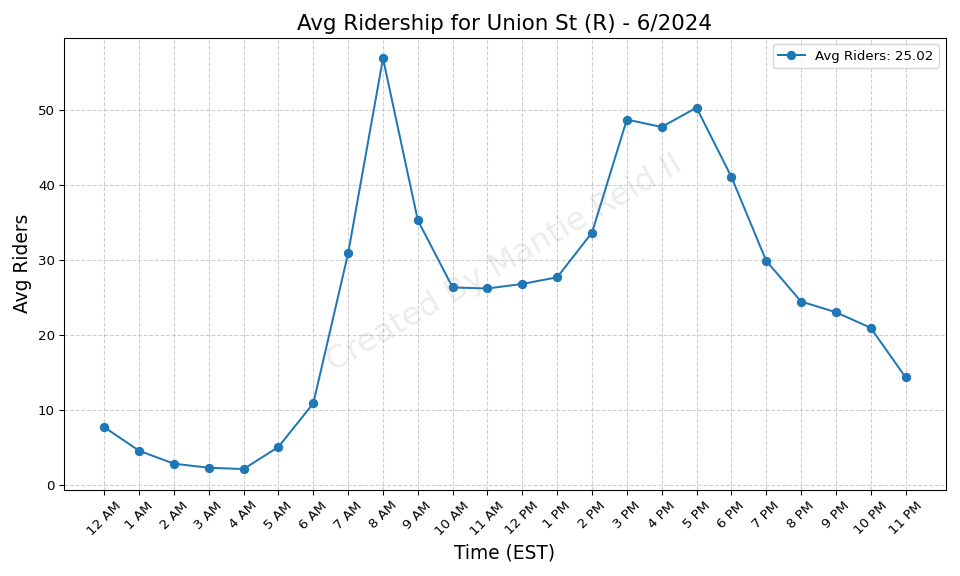 Avg Ridership for Union St (R) - 6/2024
Avg Riders: 25.02
Avg Riders
50
40
30
20
10
0
Created By Mantle Reid II
12 AM
1 AM
2 AM
3 AM
4 AM
5 AM
6 AM
7 AM
8 AM
9 AM
10 AM
11 AM
12 PM
1 PM
2 PM
3 PM
4 PM
5 PM
6 PM
7 PM
8 PM
9 PM
10 PM
11 PM
Time (EST)